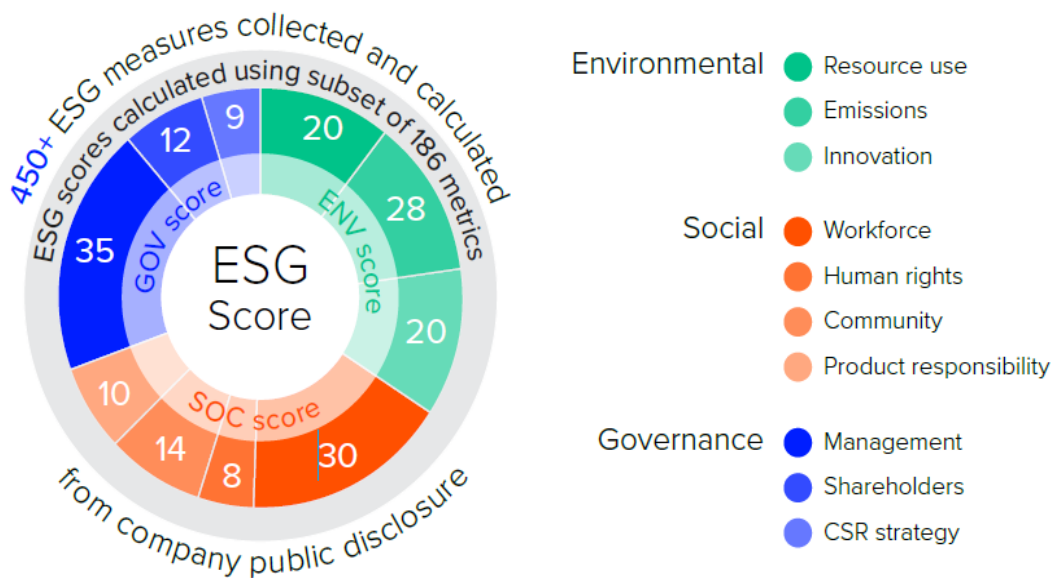 450+ ESG measures collected and calculated
ESG scores calculated using subset of 186 metrics
from company public disclosure
ESG
Score
ENV score
SOC score
GOV score
20
28
20
30
8
14
10
35
12
9
Environmental
Resource use
Emissions
Innovation
Social
Workforce
Human rights
Community
Product responsibility
Governance
Management
Shareholders
CSR strategy